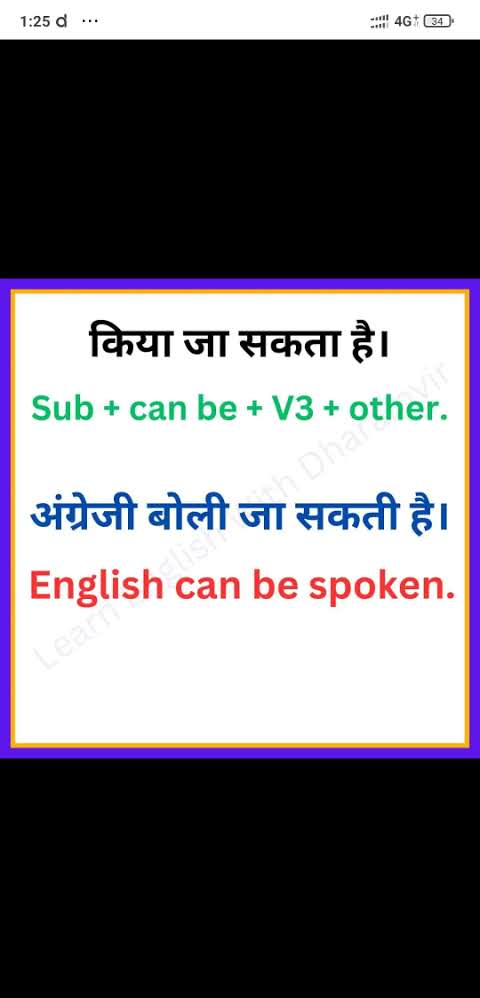 1:25 d ...
4G+ 34
किया जा सकता है।
Sub + can be + V3 + other.
अंग्रेजी बोली जा सकती है।
English can be spoken.
Learn English With Dharamvir